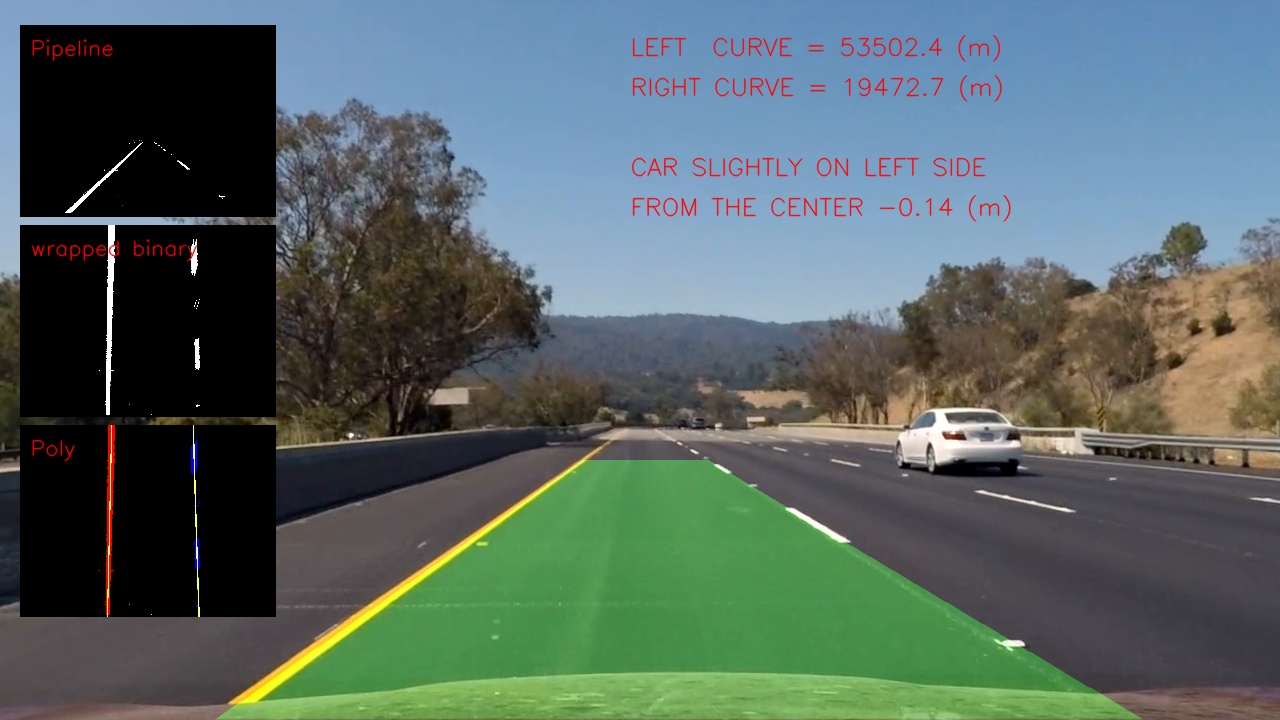 Pipeline
wrapped binary
Poly
LEFT CURVE = 53502.4 (m)
RIGHT CURVE = 19472.7 (m)
CAR SLIGHTLY ON LEFT SIDE
FROM THE CENTER -0.14 (m)